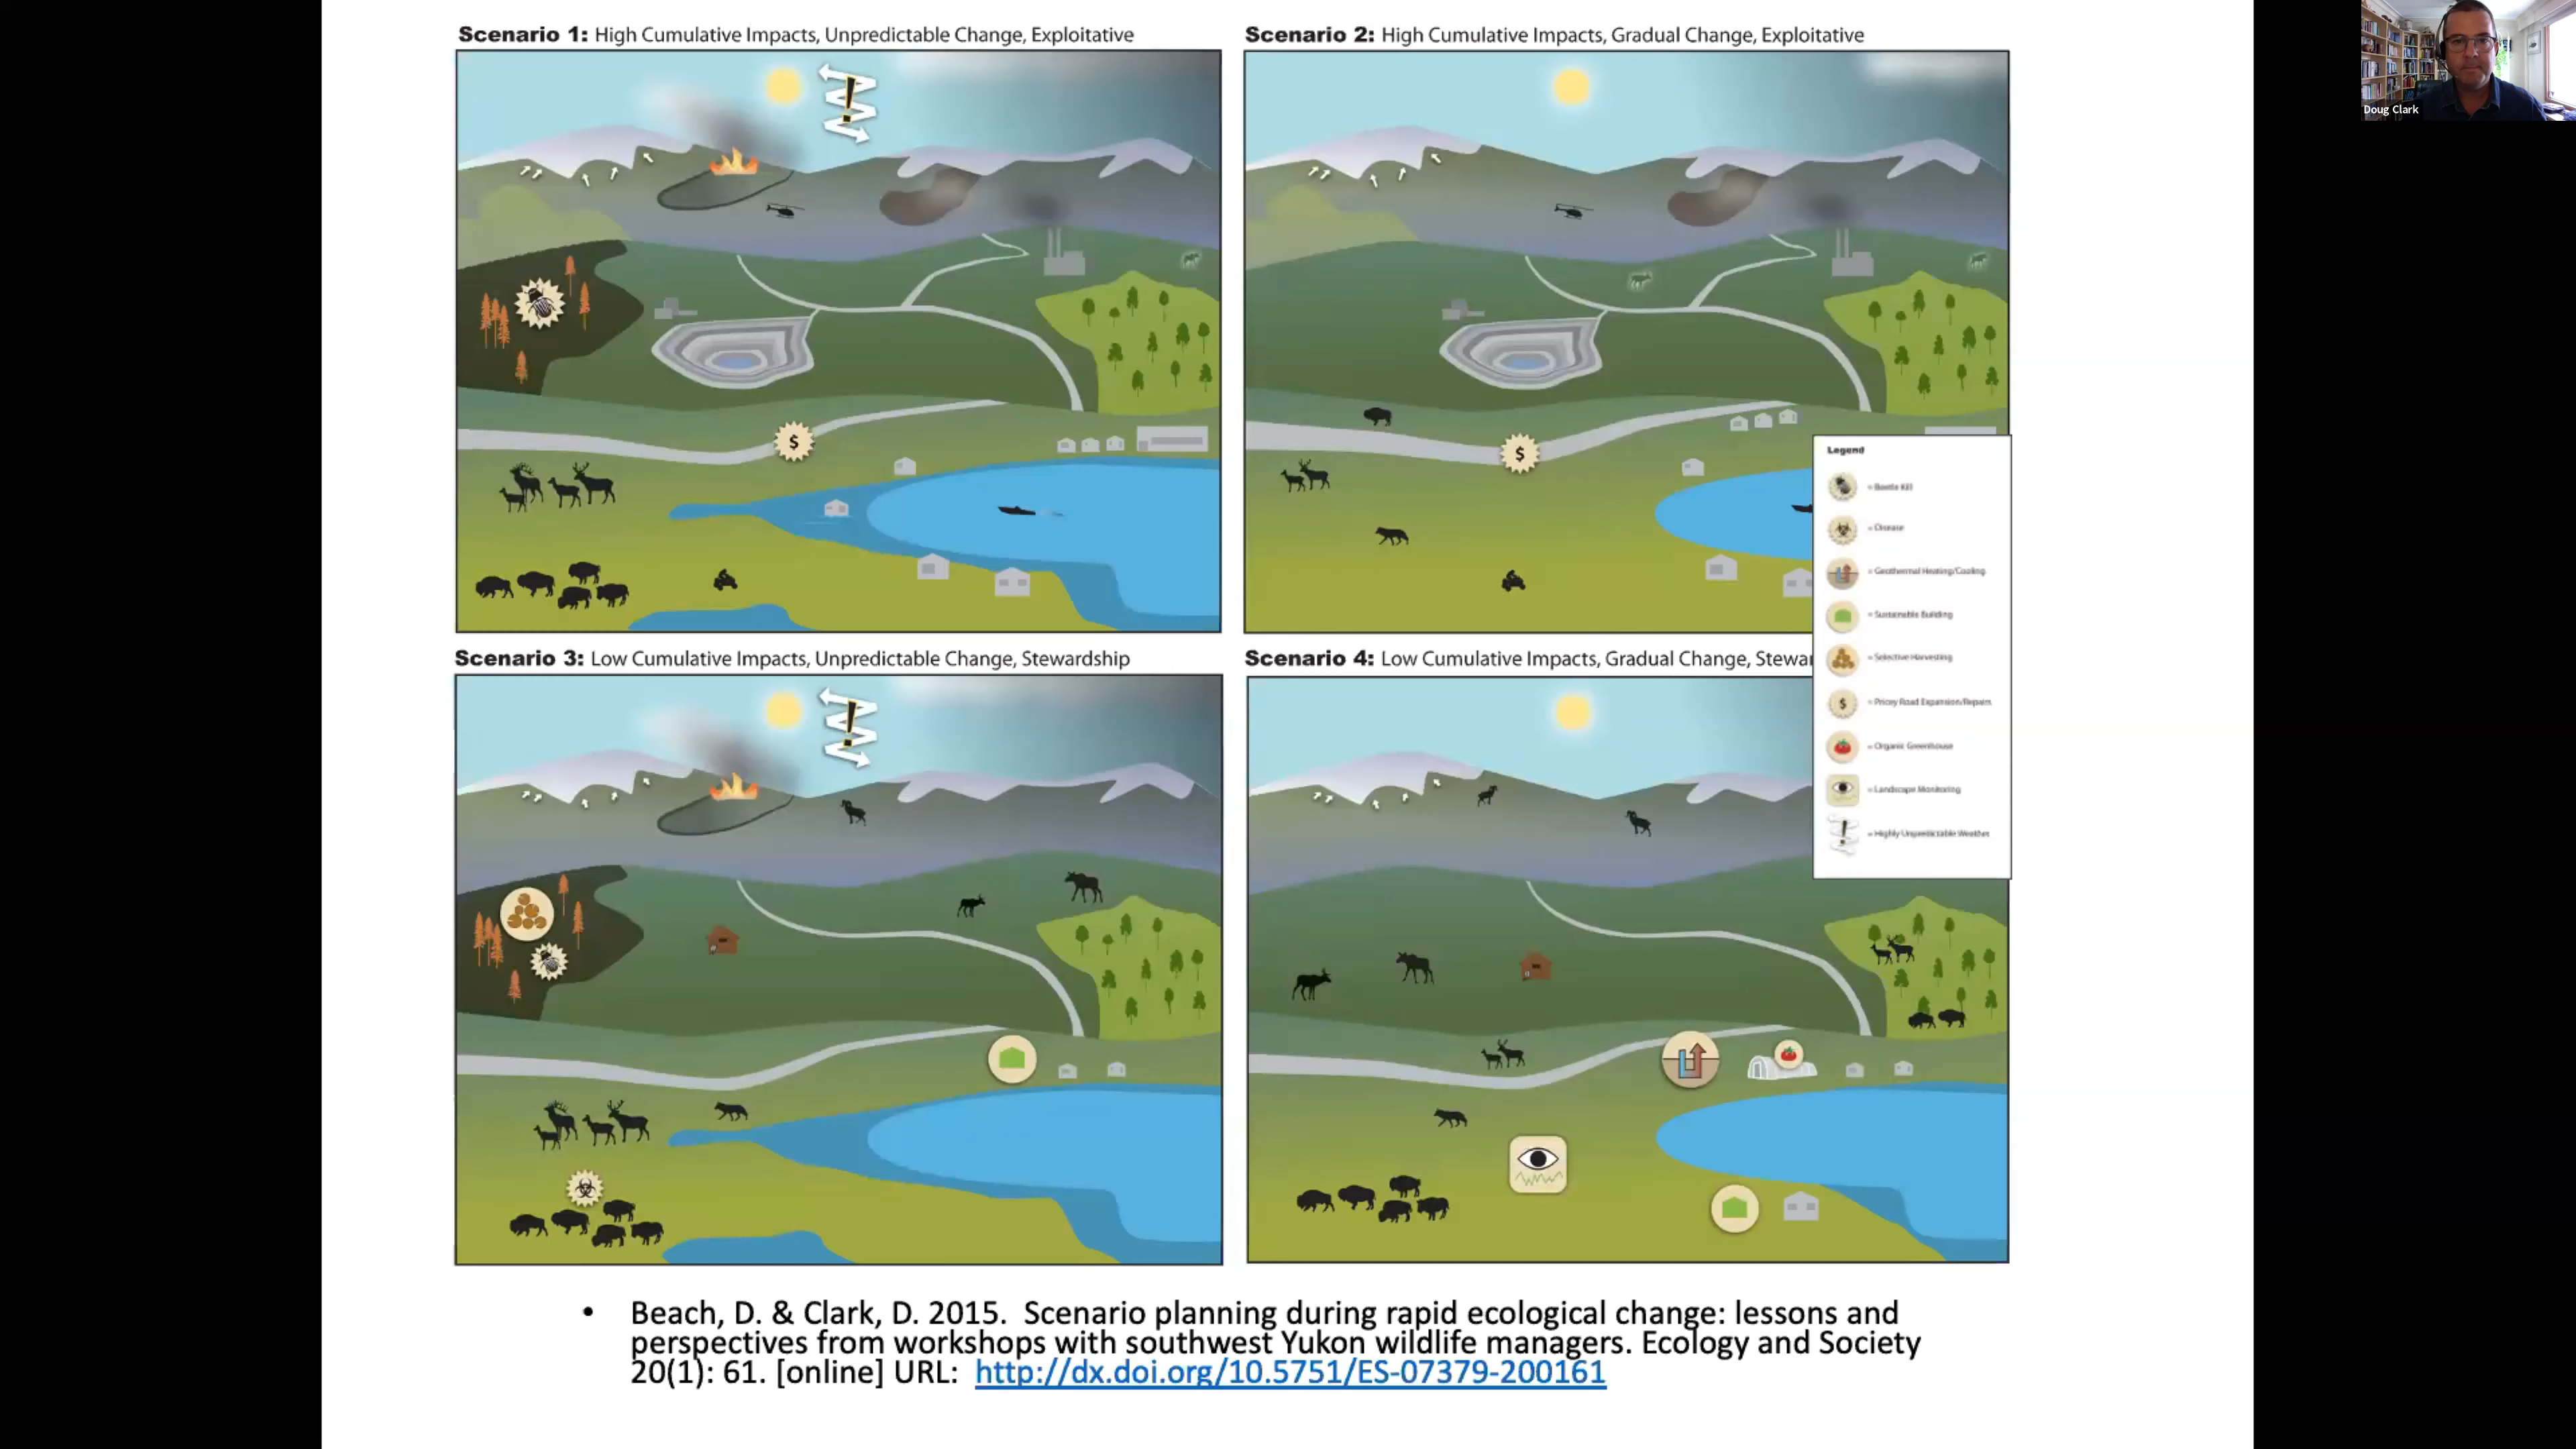 Scenario 1: High Cumulative Impacts, Unpredictable Change, Exploitative
Scenario 2: High Cumulative Impacts, Gradual Change, Exploitative
Doug Clark
$
$
Scenario 3: Low Cumulative Impacts, Unpredictable Change, Stewardship
Scenario 4: Low Cumulative Impacts, Gradual Change, Stewar
Legend
= Beetle Kill
= Disease
= Geothermal Heating/Cooling
= Sustainable Building
= Selective Harvesting
$ = Pricey Road Expansion/Repairs
= Organic Greenhouse
= Landscape Monitoring
= Highly Unpredictable Weather
• Beach, D. & Clark, D. 2015. Scenario planning during rapid ecological change: lessons and
perspectives from workshops with southwest Yukon wildlife managers. Ecology and Society
20(1): 61. [online] URL: http://dx.doi.org/10.5751/ES-07379-200161